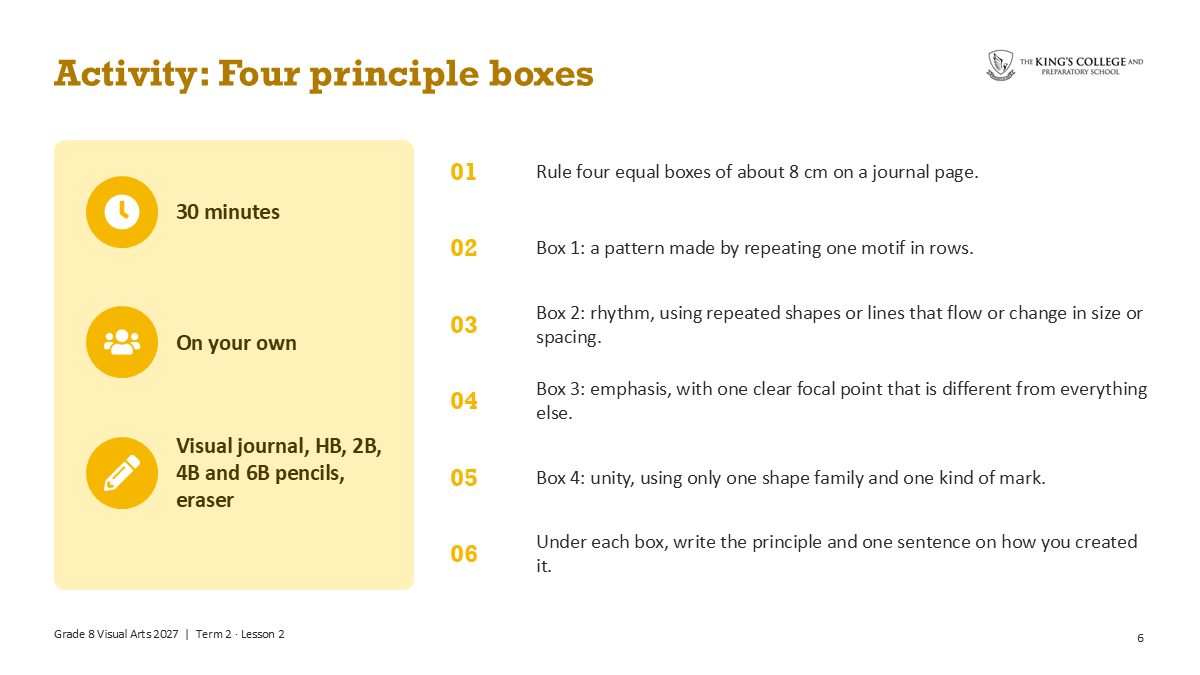 Activity: Four principle boxes
THE KING'S COLLEGE AND
PREPARATORY SCHOOL
30 minutes
On your own
Visual journal, HB, 2B,
4B and 6B pencils,
eraser
01
Rule four equal boxes of about 8 cm on a journal page.
02
Box 1: a pattern made by repeating one motif in rows.
03
Box 2: rhythm, using repeated shapes or lines that flow or change in size or
spacing.
04
Box 3: emphasis, with one clear focal point that is different from everything
else.
05
Box 4: unity, using only one shape family and one kind of mark.
06
Under each box, write the principle and one sentence on how you created
it.
Grade 8 Visual Arts 2027 | Term 2 · Lesson 2
6